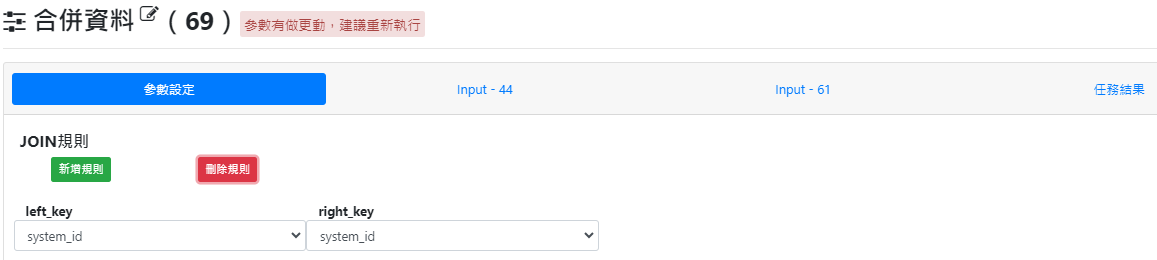 合併資料 ( 69 ) 參數有做更動，建議重新執行
參數設定 Input - 44 Input - 61 任務結果
JOIN規則
新增規則 刪除規則
left_key right_key
system_id system_id